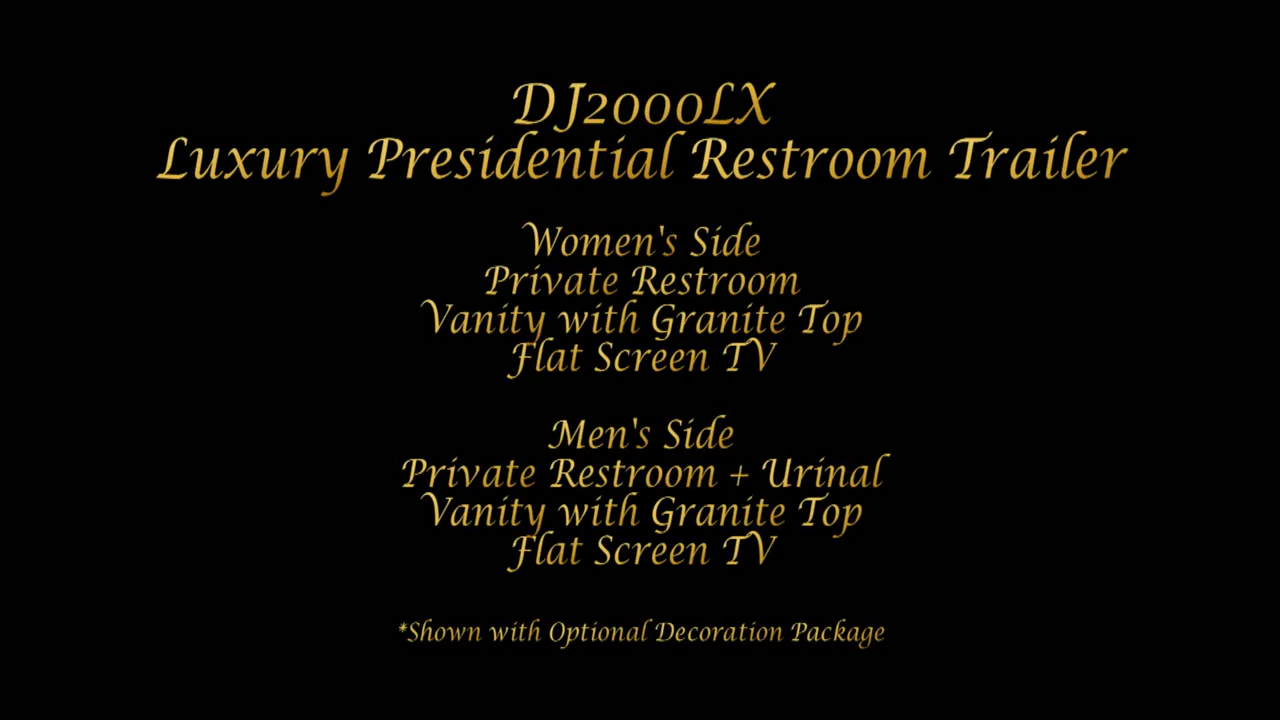 DJ2000LX
Luxury Presidential Restroom Trailer
Women's Side
Private Restroom
Vanity with Granite Top
Flat Screen TV
Men's Side
Private Restroom + Urinal
Vanity with Granite Top
Flat Screen TV
*Shown with Optional Decoration Package